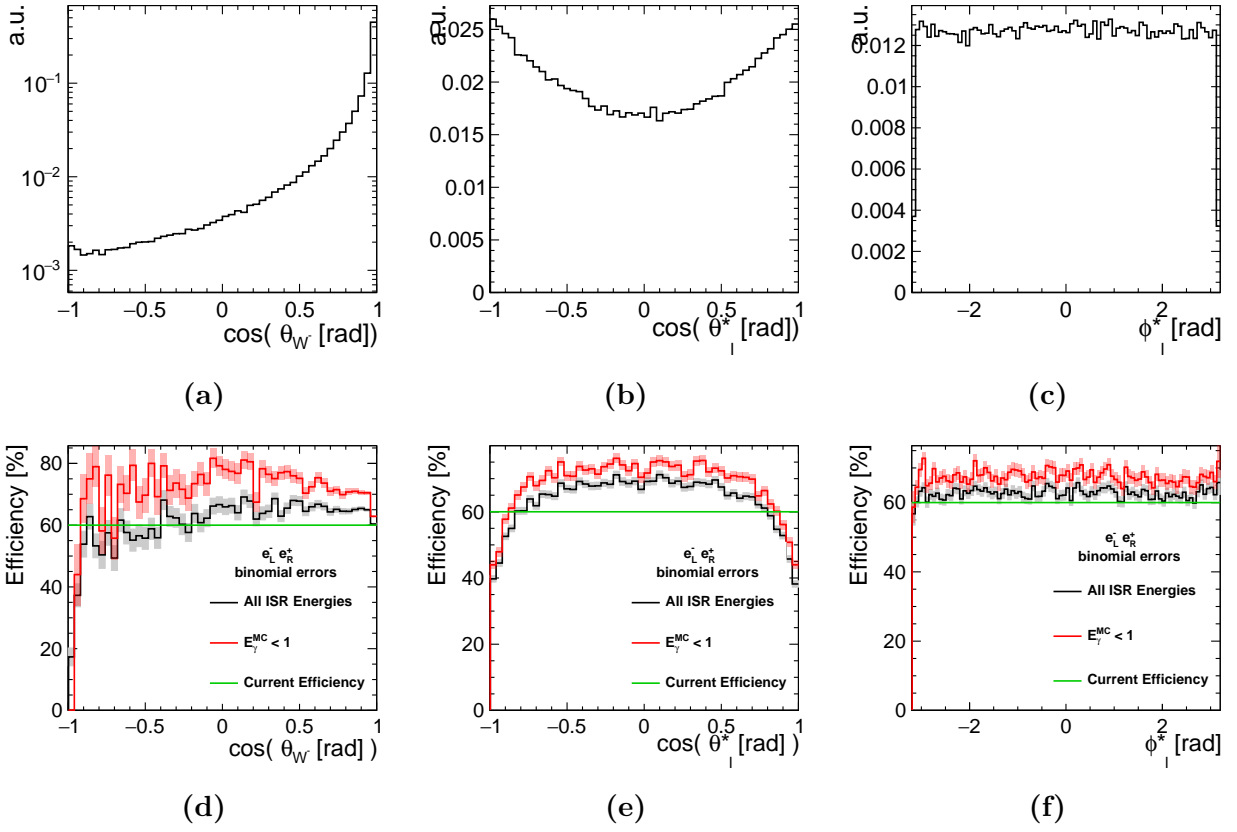 a.u.
10⁻¹
10⁻²
10⁻³
−1 −0.5 0 0.5 1
cos( θ_W⁻ [rad])
(a)
a.u.
0.025
0.02
0.015
0.01
0.005
0
−1 −0.5 0 0.5 1
cos( θ*_l [rad])
(b)
a.u.
0.012
0.01
0.008
0.006
0.004
0.002
0
−2 0 2
ϕ*_l [rad]
(c)
Efficiency [%]
80
60
40
20
0
e⁻_L e⁺_R
binomial errors
All ISR Energies
E^MC_γ < 1
Current Efficiency
−1 −0.5 0 0.5 1
cos( θ_W⁻ [rad] )
(d)
Efficiency [%]
60
40
20
0
e⁻_L e⁺_R
binomial errors
All ISR Energies
E^MC_γ < 1
Current Efficiency
−1 −0.5 0 0.5 1
cos( θ*_l [rad] )
(e)
Efficiency [%]
60
40
20
0
e⁻_L e⁺_R
binomial errors
All ISR Energies
E^MC_γ < 1
Current Efficiency
−2 0 2
ϕ*_l [rad]
(f)